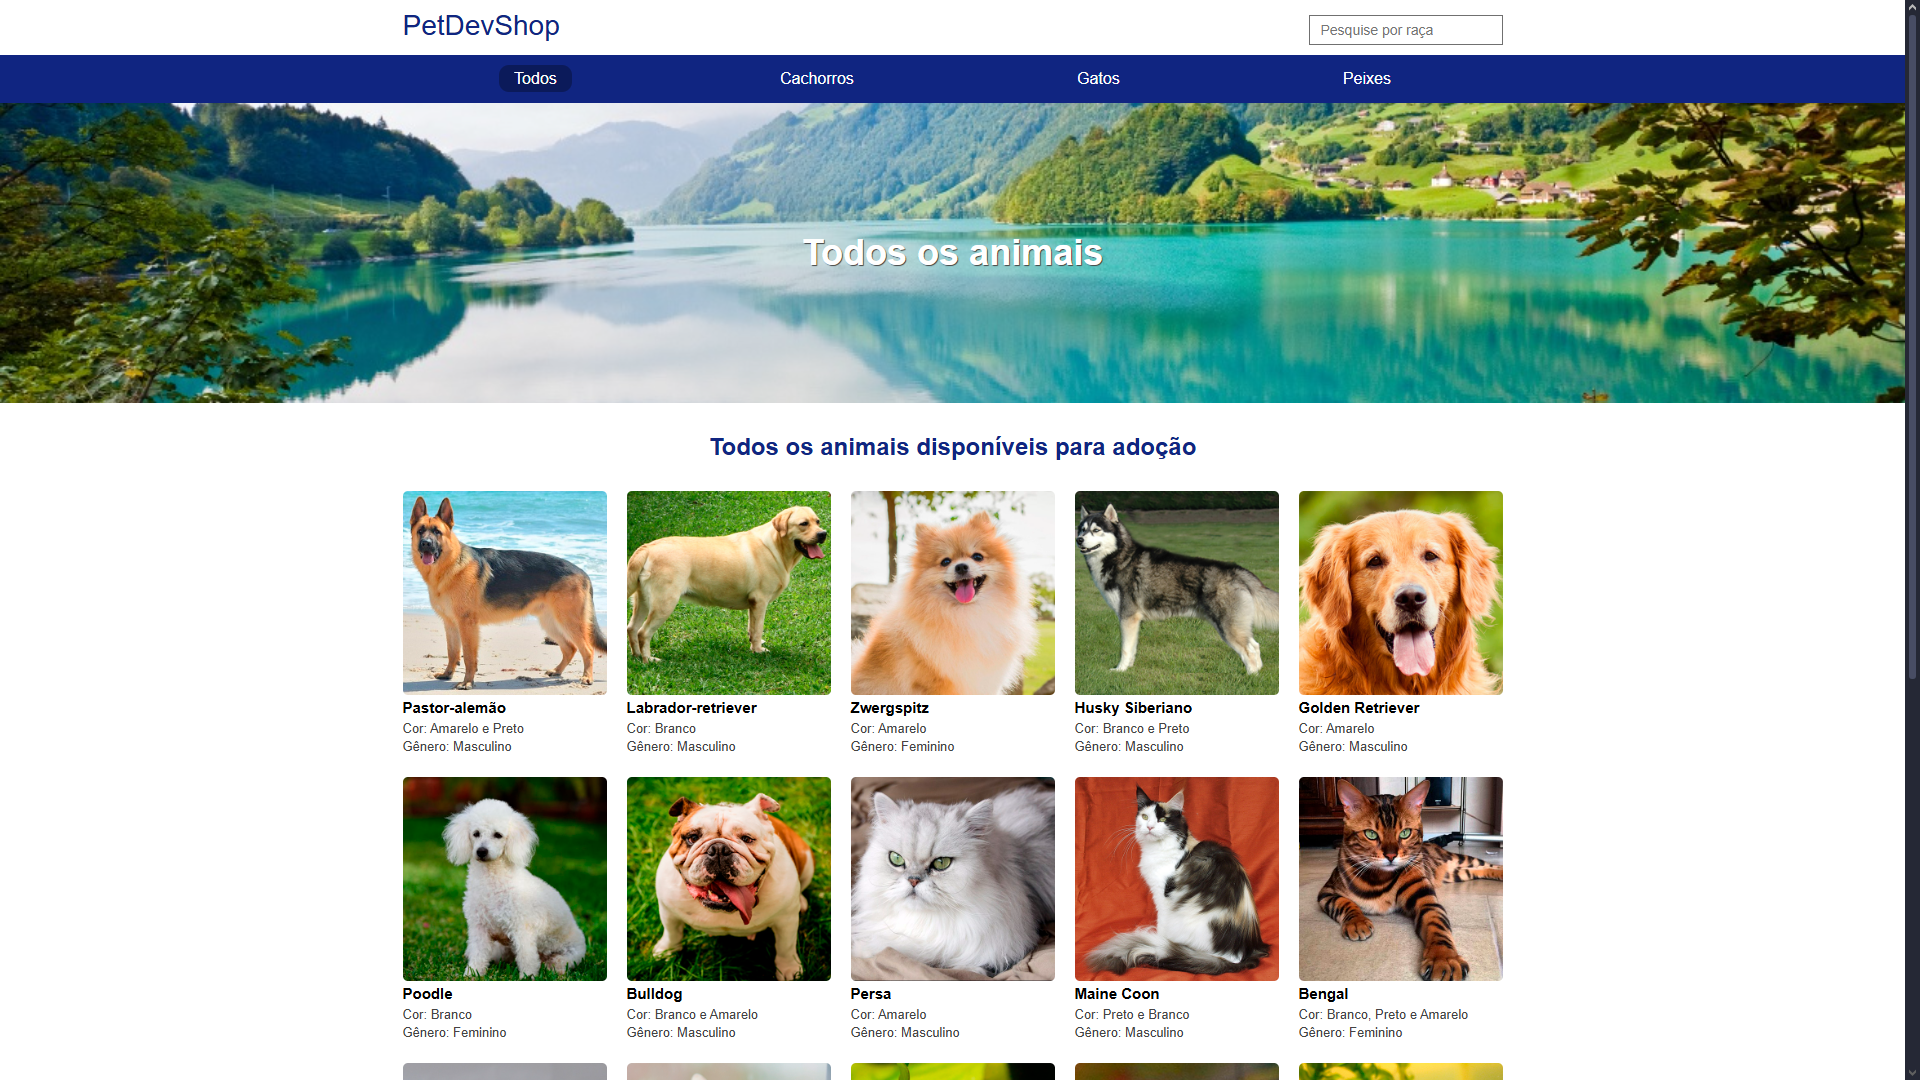 PetDevShop
Pesquise por raça
Todos
Cachorros
Gatos
Peixes
Todos os animais
Todos os animais disponíveis para adoção
Pastor-alemão
Cor: Amarelo e Preto
Gênero: Masculino
Labrador-retriever
Cor: Branco
Gênero: Masculino
Zwergspitz
Cor: Amarelo
Gênero: Feminino
Husky Siberiano
Cor: Branco e Preto
Gênero: Masculino
Golden Retriever
Cor: Amarelo
Gênero: Masculino
Poodle
Cor: Branco
Gênero: Feminino
Bulldog
Cor: Branco e Amarelo
Gênero: Masculino
Persa
Cor: Amarelo
Gênero: Masculino
Maine Coon
Cor: Preto e Branco
Gênero: Masculino
Bengal
Cor: Branco, Preto e Amarelo
Gênero: Feminino